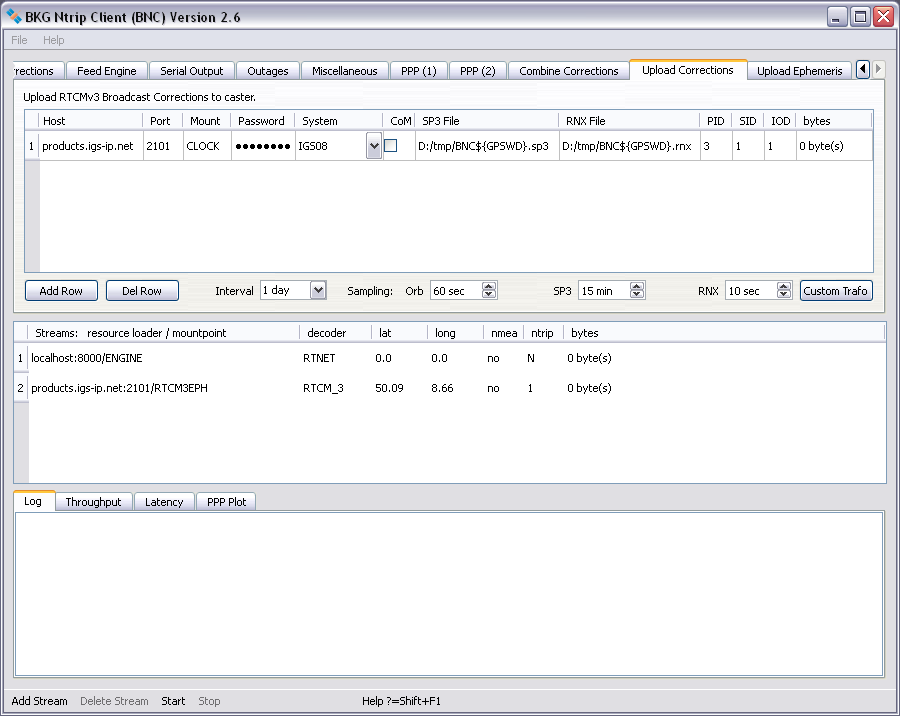 BKG Ntrip Client (BNC) Version 2.6
File Help
rections Feed Engine Serial Output Outages Miscellaneous PPP (1) PPP (2) Combine Corrections Upload Corrections Upload Ephemeris
Upload RTCMv3 Broadcast Corrections to caster.
Host Port Mount Password System CoM SP3 File RNX File PID SID IOD bytes
1 products.igs-ip.net 2101 CLOCK ●●●●●●●● IGS08 D:/tmp/BNC${GPSWD}.sp3 D:/tmp/BNC${GPSWD}.rnx 3 1 1 0 byte(s)
Add Row Del Row Interval 1 day Sampling: Orb 60 sec SP3 15 min RNX 10 sec Custom Trafo
Streams: resource loader / mountpoint decoder lat long nmea ntrip bytes
1 localhost:8000/ENGINE RTNET 0.0 0.0 no N 0 byte(s)
2 products.igs-ip.net:2101/RTCM3EPH RTCM_3 50.09 8.66 no 1 0 byte(s)
Log Throughput Latency PPP Plot
Add Stream Delete Stream Start Stop Help ?=Shift+F1